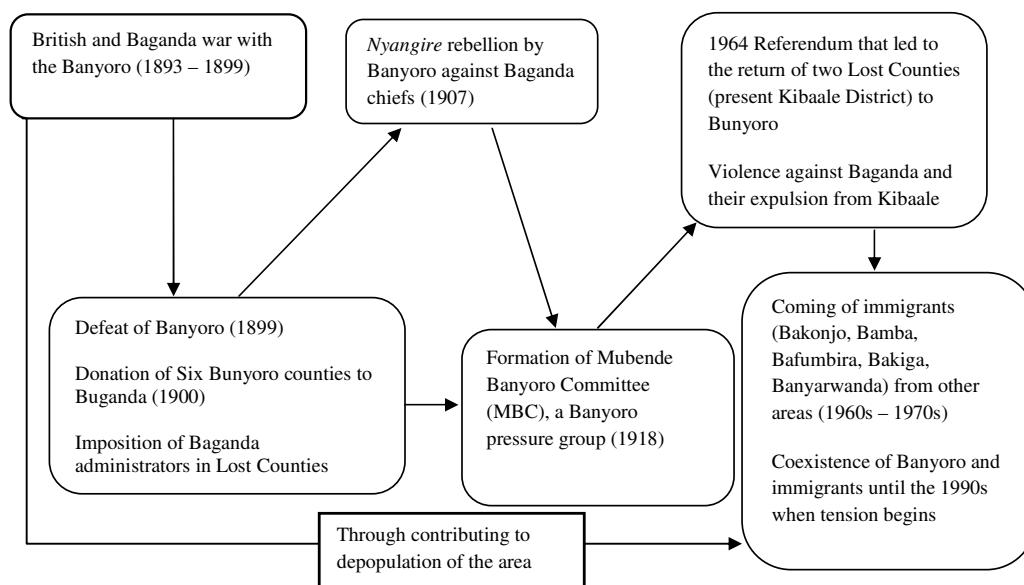 British and Baganda war with
the Banyoro (1893 – 1899)
Nyangire rebellion by
Banyoro against Baganda
chiefs (1907)
1964 Referendum that led to
the return of two Lost Counties
(present Kibaale District) to
Bunyoro
Violence against Baganda and
their expulsion from Kibaale
Defeat of Banyoro (1899)
Donation of Six Bunyoro counties to
Buganda (1900)
Imposition of Baganda
administrators in Lost Counties
Formation of Mubende
Banyoro Committee
(MBC), a Banyoro
pressure group (1918)
Coming of immigrants
(Bakonjo, Bamba,
Bafumbira, Bakiga,
Banyarwanda) from other
areas (1960s – 1970s)
Coexistence of Banyoro and
immigrants until the 1990s
when tension begins
Through contributing to
depopulation of the area